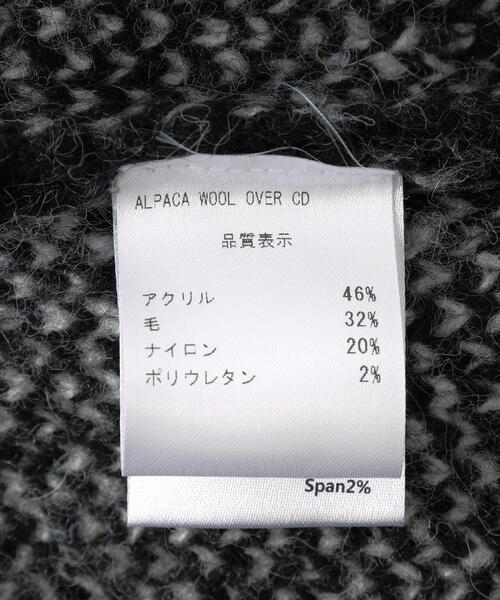 ALPACA WOOL OVER CD
品質表示
アクリル 46%
毛 32%
ナイロン 20%
ポリウレタン 2%
Span2%